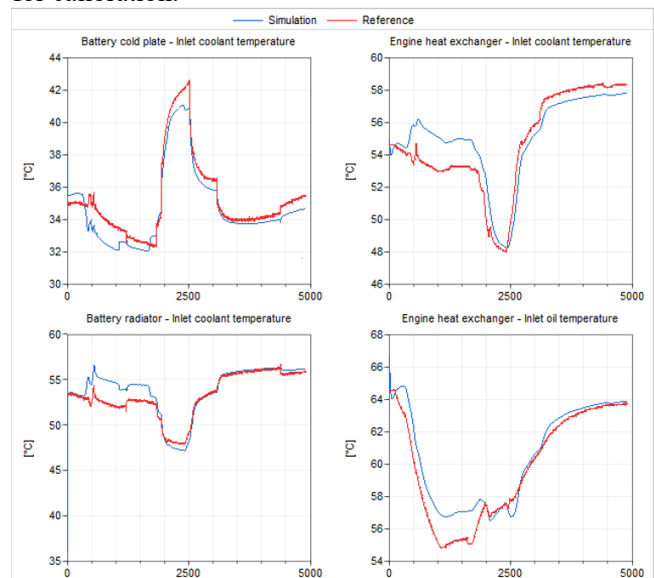 for calibration.
Simulation Reference
Battery cold plate - Inlet coolant temperature
44
42
40
38
36
34
32
30
[°C]
0 2500 5000
Engine heat exchanger - Inlet coolant temperature
60
58
56
54
52
50
48
46
[°C]
0 2500 5000
Battery radiator - Inlet coolant temperature
60
55
50
45
40
35
[°C]
0 2500 5000
Engine heat exchanger - Inlet oil temperature
68
66
64
62
60
58
56
54
[°C]
0 2500 5000